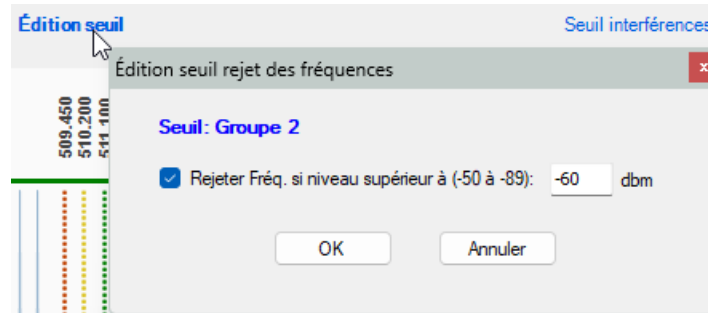 Édition seuil
Seuil interférences
Édition seuil rejet des fréquences
x
509.450
510.200
511.100
Seuil: Groupe 2
Rejeter Fréq. si niveau supérieur à (-50 à -89): -60 dbm
OK
Annuler